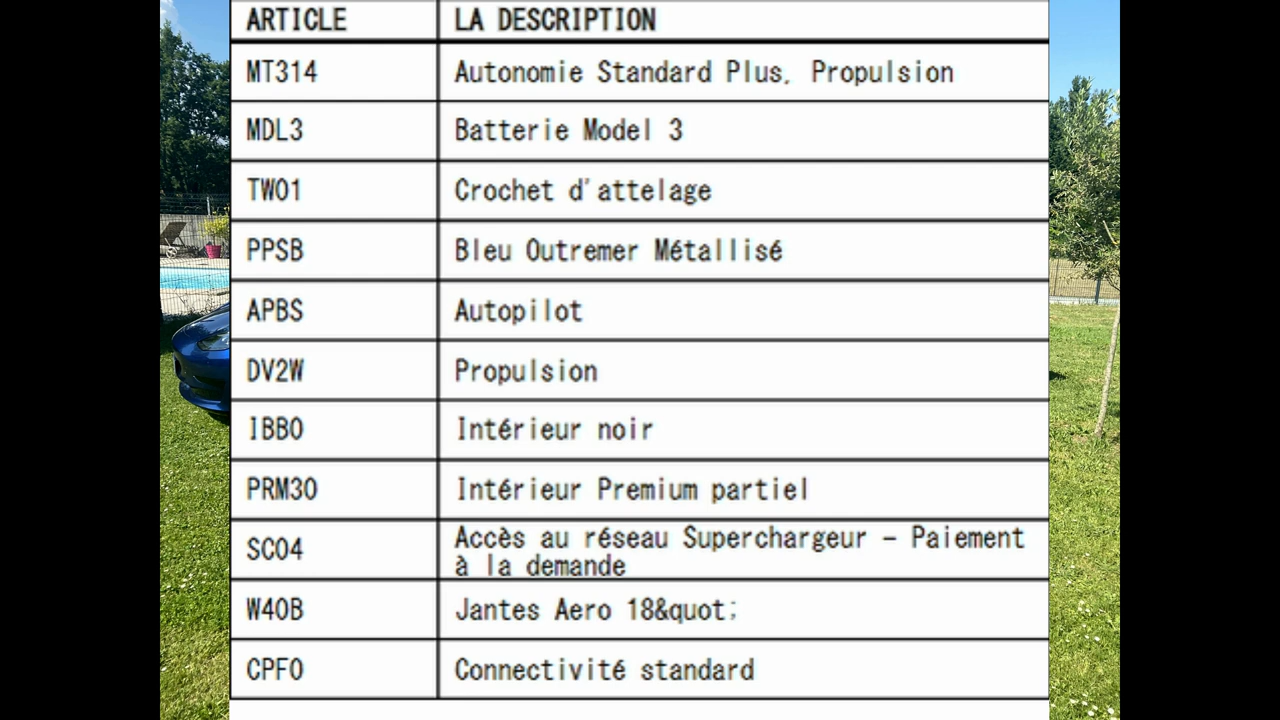 ARTICLE LA DESCRIPTION
MT314 Autonomie Standard Plus, Propulsion
MDL3 Batterie Model 3
TW01 Crochet d'attelage
PPSB Bleu Outremer Métallisé
APBS Autopilot
DV2W Propulsion
IBB0 Intérieur noir
PRM30 Intérieur Premium partiel
SC04 Accès au réseau Superchargeur – Paiement
à la demande
W40B Jantes Aero 18&quot;
CPF0 Connectivité standard